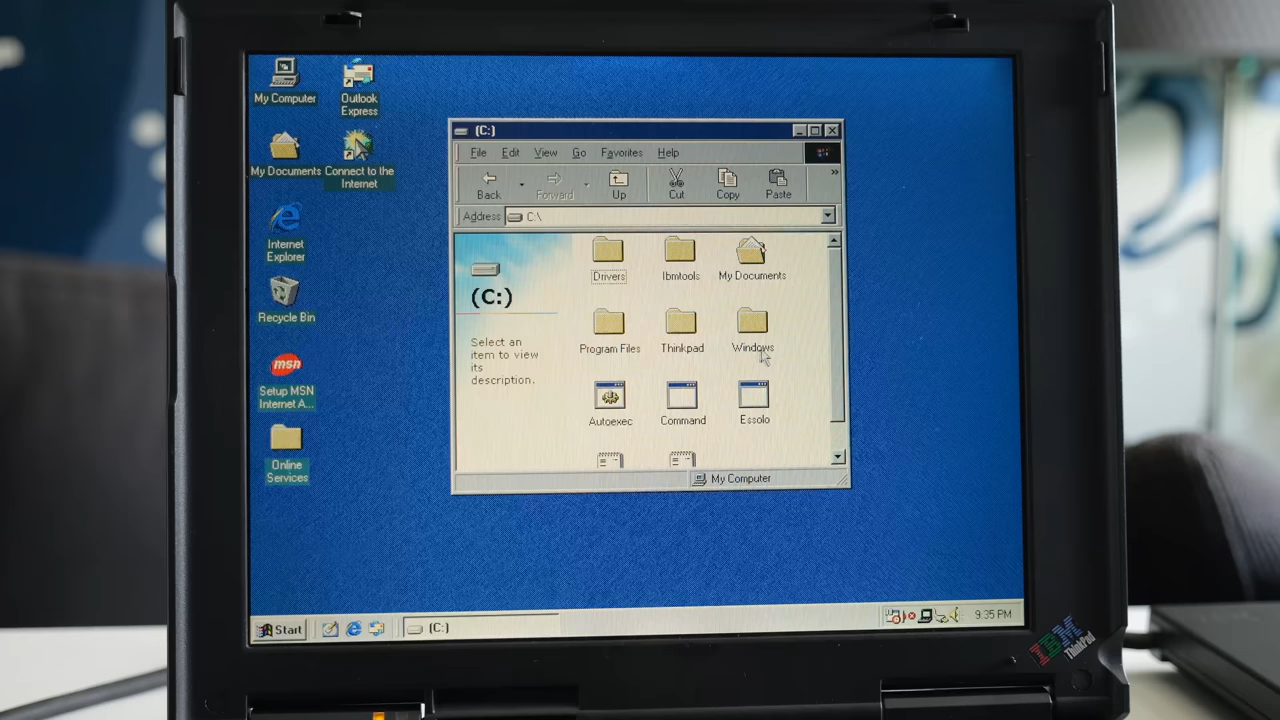 My Computer
Outlook
Express
My Documents
Connect to the
Internet
Internet
Explorer
Recycle Bin
msn
Setup MSN
Internet A...
Online
Services
(C:)
File Edit View Go Favorites Help
Back Forward Up Cut Copy Paste
Address C:\
(C:)
Select an
item to view
its
description.
Drivers Ibmtools My Documents
Program Files Thinkpad Windows
Autoexec Command Essolo
My Computer
Start (C:) 9:35 PM
IBM
ThinkPad